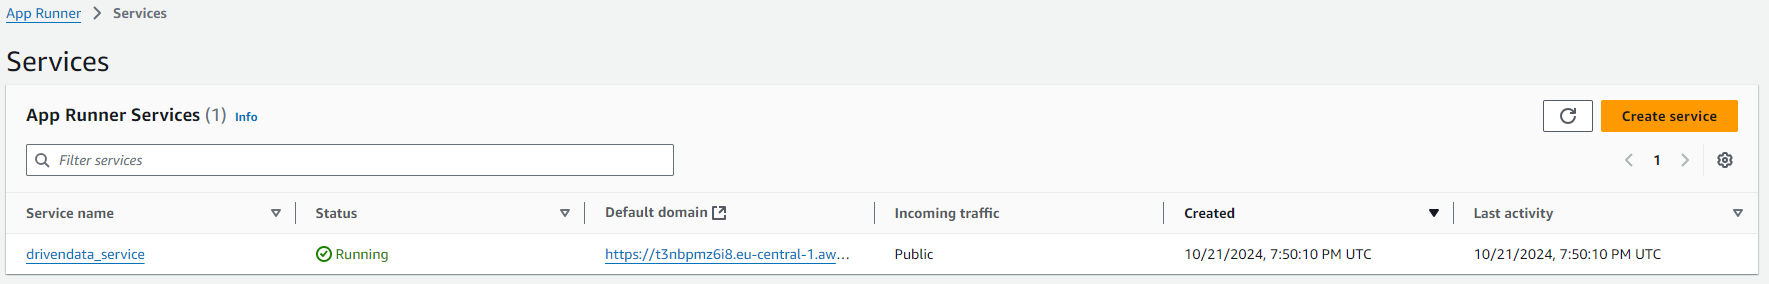 App Runner > Services
Services
App Runner Services (1) Info
Create service
Filter services
1
Service name Status Default domain Incoming traffic Created Last activity
drivendata_service Running https://t3nbpmz6i8.eu-central-1.aw... Public 10/21/2024, 7:50:10 PM UTC 10/21/2024, 7:50:10 PM UTC